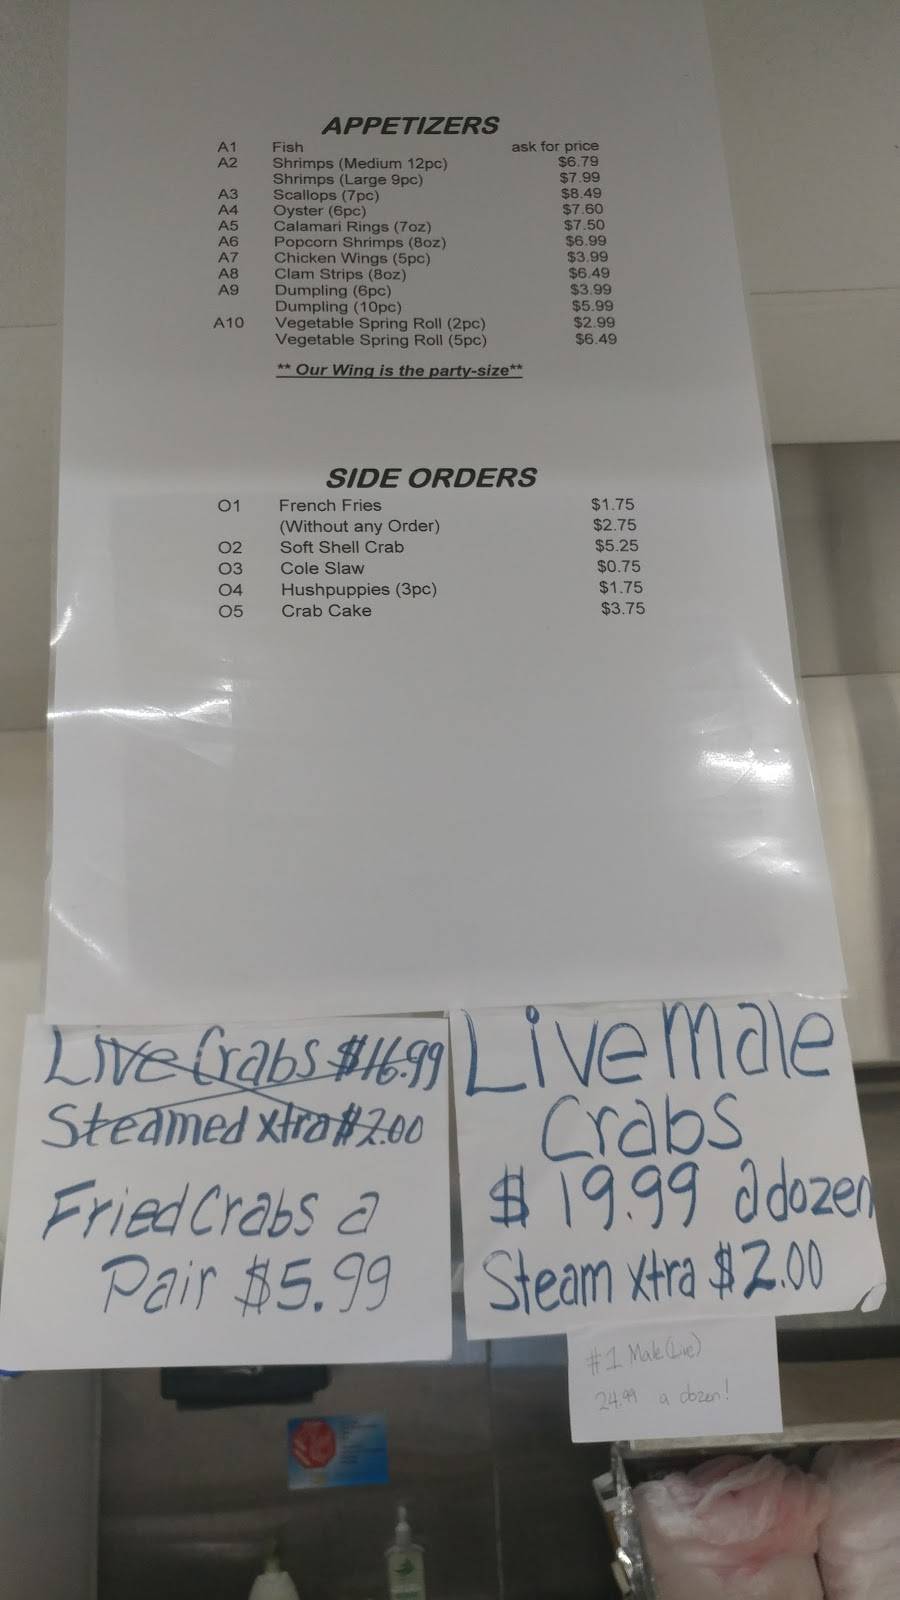 APPETIZERS
A1 Fish ask for price
A2 Shrimps (Medium 12pc) $6.79
Shrimps (Large 9pc) $7.99
A3 Scallops (7pc) $8.49
A4 Oyster (6pc) $7.60
A5 Calamari Rings (7oz) $7.50
A6 Popcorn Shrimps (8oz) $6.99
A7 Chicken Wings (5pc) $3.99
A8 Clam Strips (8oz) $6.49
A9 Dumpling (6pc) $3.99
Dumpling (10pc) $5.99
A10 Vegetable Spring Roll (2pc) $2.99
Vegetable Spring Roll (5pc) $6.49
** Our Wing is the party-size**
SIDE ORDERS
O1 French Fries $1.75
(Without any Order) $2.75
O2 Soft Shell Crab $5.25
O3 Cole Slaw $0.75
O4 Hushpuppies (3pc) $1.75
O5 Crab Cake $3.75
Live Crabs $16.99
Steamed xtra $2.00
Fried Crabs a
Pair $5.99
Live Male
Crabs
$19.99 a dozen
Steam xtra $2.00
#1 Male (Live)
24.99 a dozen!